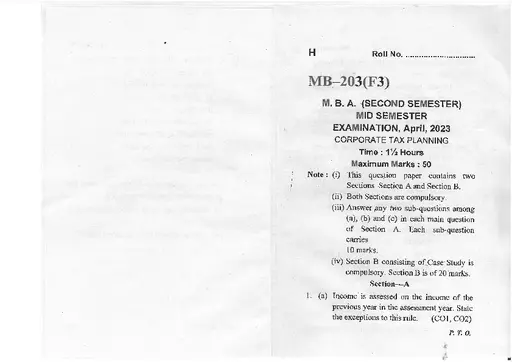 H Roll No. ..............................
MB–203(F3)
M. B. A. (SECOND SEMESTER)
MID SEMESTER
EXAMINATION, April, 2023
CORPORATE TAX PLANNING
Time : 1½ Hours
Maximum Marks : 50
Note : (i) This question paper contains two
Sections Section A and Section B.
(ii) Both Sections are compulsory.
(iii) Answer any two sub-questions among
(a), (b) and (c) in each main question
of Section A. Each sub-question
carries
10 marks.
(iv) Section B consisting of Case Study is
compulsory. Section B is of 20 marks.
Section—A
1. (a) Income is assessed on the income of the
previous year in the assessment year. State
the exceptions to this rule. (CO1, CO2)
P. T. O.